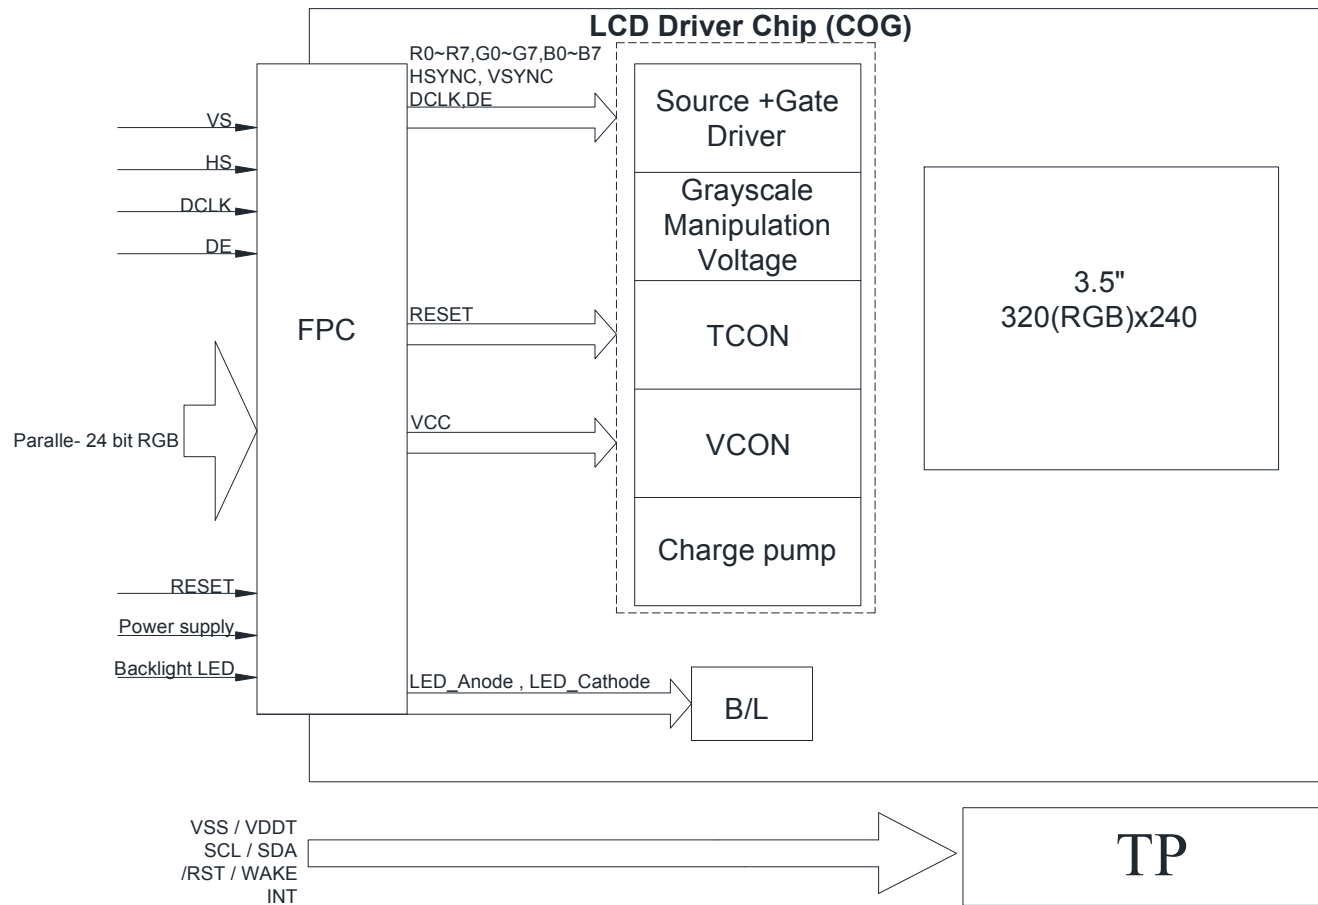 LCD Driver Chip (COG)
R0~R7,G0~G7,B0~B7
HSYNC, VSYNC
DCLK,DE
VS
HS
DCLK
DE
Paralle- 24 bit RGB
RESET
Power supply
Backlight LED
FPC
RESET
VCC
LED_Anode , LED_Cathode
Source +Gate
Driver
Grayscale
Manipulation
Voltage
TCON
VCON
Charge pump
B/L
3.5"
320(RGB)x240
VSS / VDDT
SCL / SDA
/RST / WAKE
INT
TP